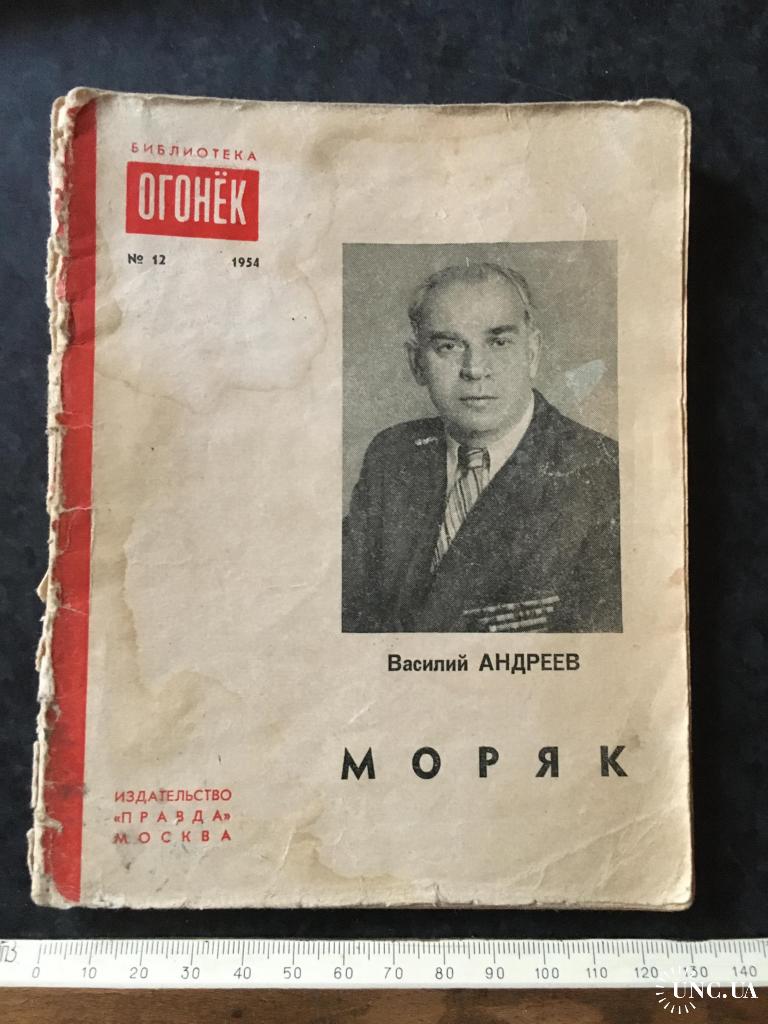 БИБЛИОТЕКА
ОГОНЁК
№ 12 1954
Василий АНДРЕЕВ
МОРЯК
ИЗДАТЕЛЬСТВО
«ПРАВДА»
МОСКВА
0 10 20 30 40 50 60 70 80 90 100 110 120 130 140
UNC.UA